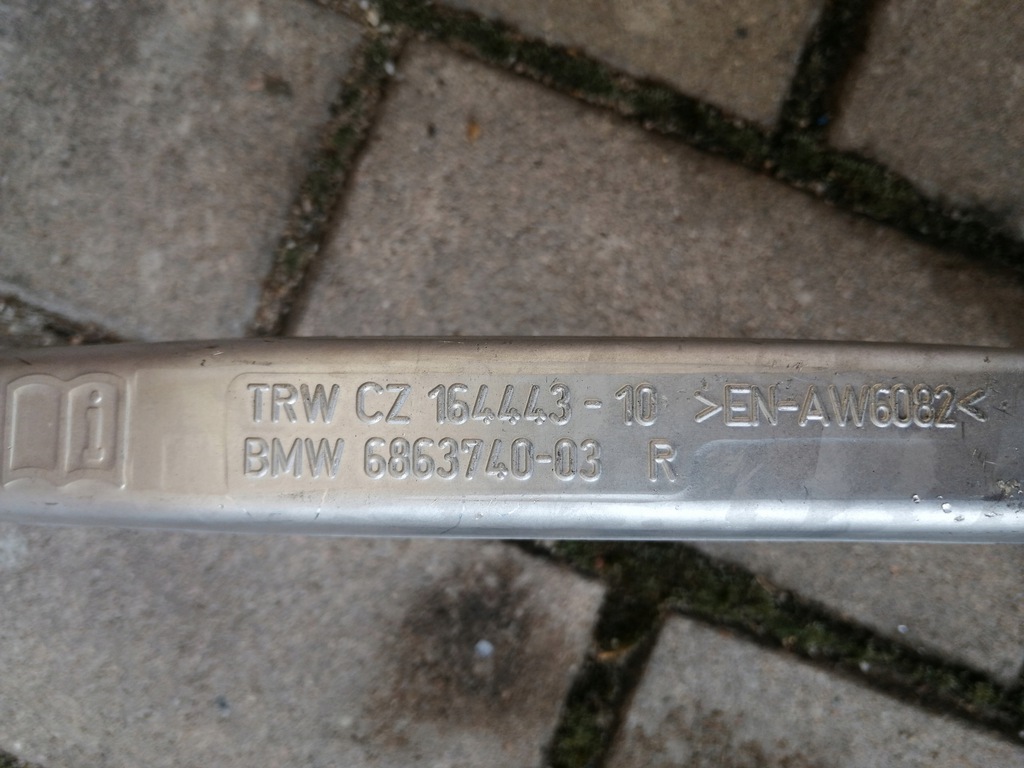 i
TRW CZ 164443-10 >EN-AW6082<
BMW 6863740-03 R